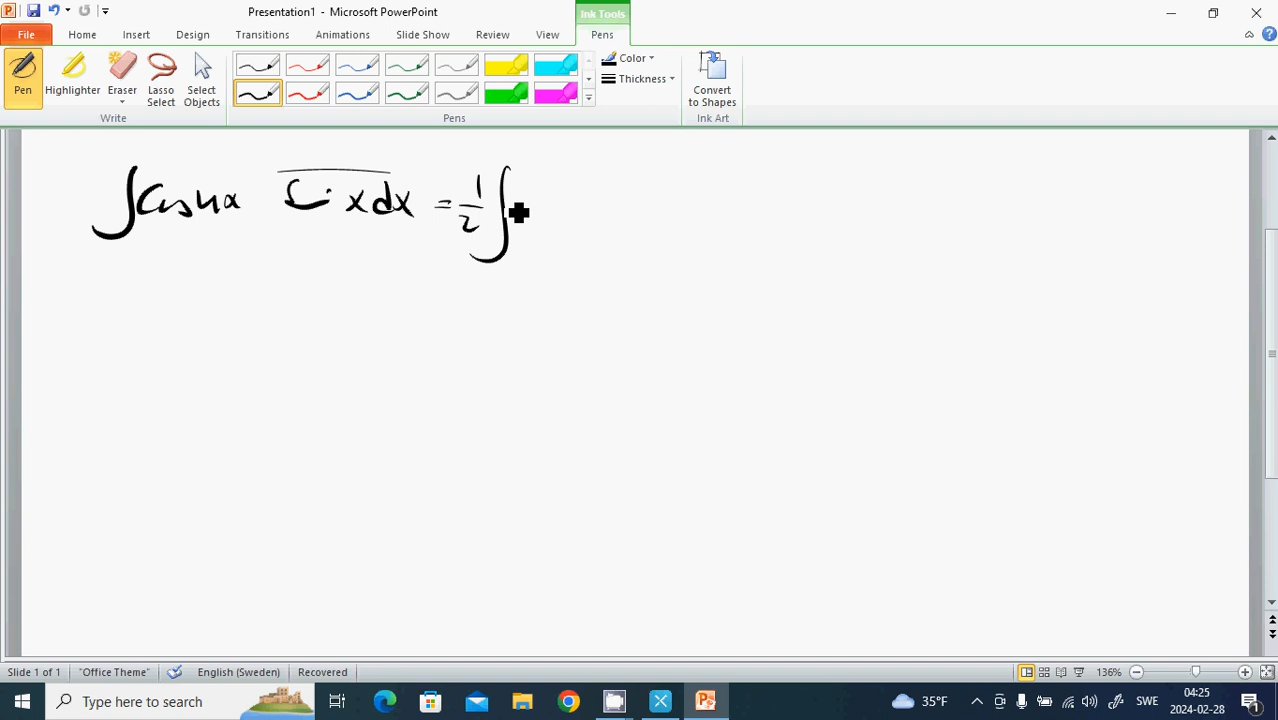 Presentation1 - Microsoft PowerPoint
Ink Tools
File Home Insert Design Transitions Animations Slide Show Review View Pens
Pen Highlighter Eraser Lasso Select Select Objects
Color
Thickness
Convert to Shapes
Write Pens Ink Art
∫ x dx = 1/2 ∫
Slide 1 of 1 "Office Theme" English (Sweden) Recovered 136%
Type here to search 35°F SWE 04:25
2024-02-28
1